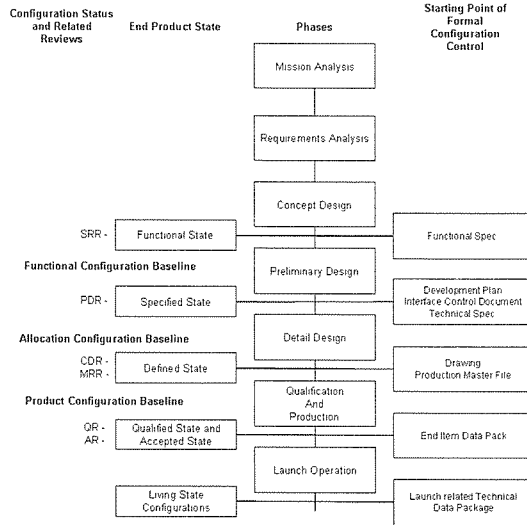 Configuration Status
and Related
Reviews
End Product State
Phases
Starting Point of
Formal
Configuration
Control
Mission Analysis
Requirements Analysis
Concept Design
SRR -
Functional State
Functional Spec
Functional Configuration Baseline
Preliminary Design
PDR -
Specified State
Development Plan
Interface Control Document
Technical Spec
Allocation Configuration Baseline
Detail Design
CDR -
MRR -
Defined State
Drawing
Production Master File
Product Configuration Baseline
Qualification
And
Production
QR -
AR -
Qualified State and
Accepted State
End Item Data Pack
Launch Operation
Living State
Configurations
Launch related Technical
Data Package